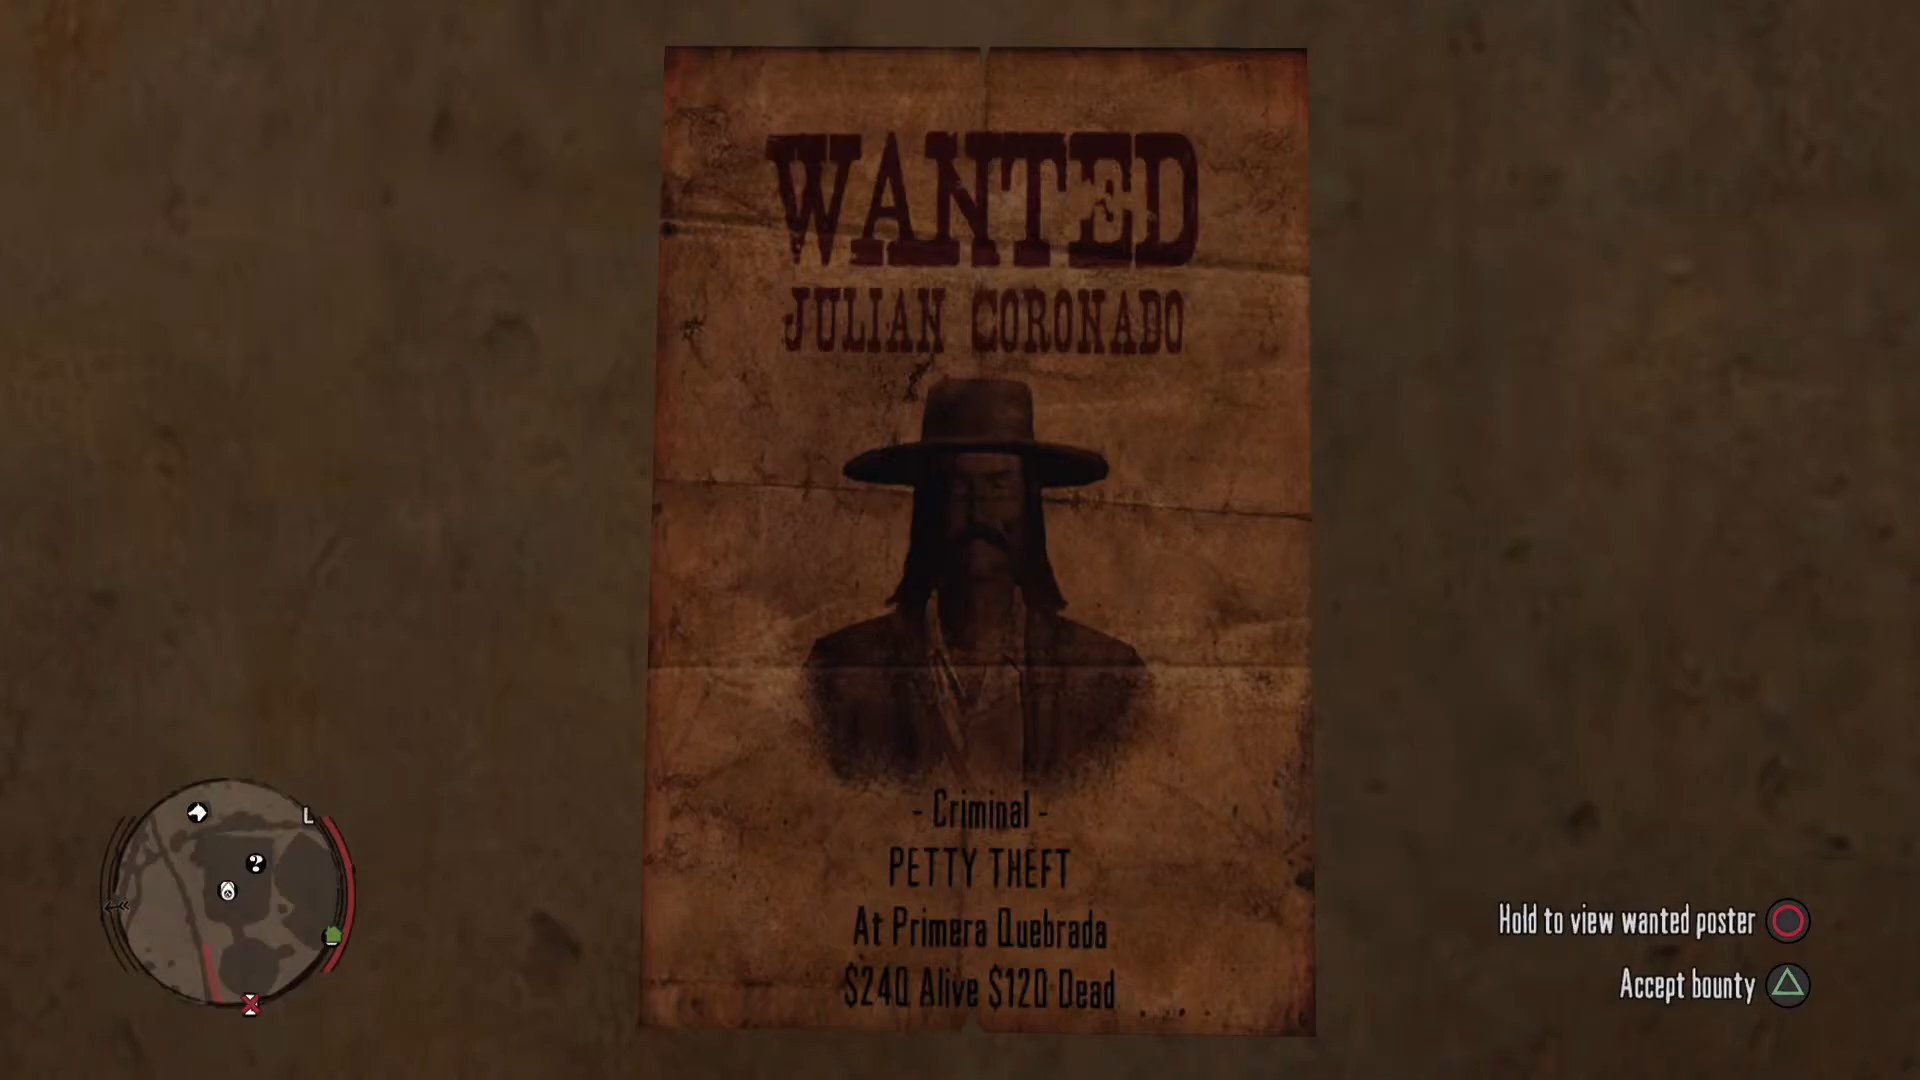 WANTED
JULIAN CORONADO
- Criminal -
PETTY THEFT
At Primera Quebrada
$240 Alive $120 Dead
L
?
Hold to view wanted poster
Accept bounty